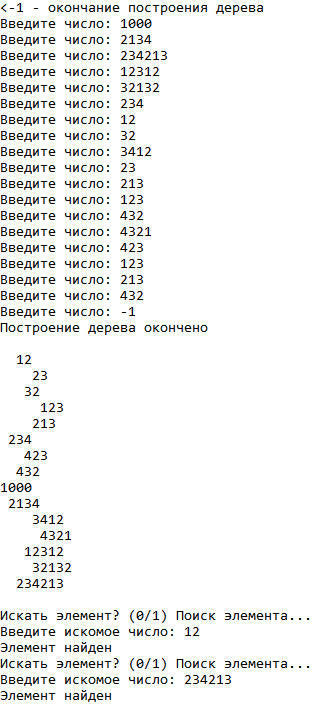 <-1 - окончание построения дерева
Введите число: 1000
Введите число: 2134
Введите число: 234213
Введите число: 12312
Введите число: 32132
Введите число: 234
Введите число: 12
Введите число: 32
Введите число: 3412
Введите число: 23
Введите число: 213
Введите число: 123
Введите число: 432
Введите число: 4321
Введите число: 423
Введите число: 123
Введите число: 213
Введите число: 432
Введите число: -1
Построение дерева окончено
12
23
32
123
213
234
423
432
1000
2134
3412
4321
12312
32132
234213
Искать элемент? (0/1) Поиск элемента...
Введите искомое число: 12
Элемент найден
Искать элемент? (0/1) Поиск элемента...
Введите искомое число: 234213
Элемент найден